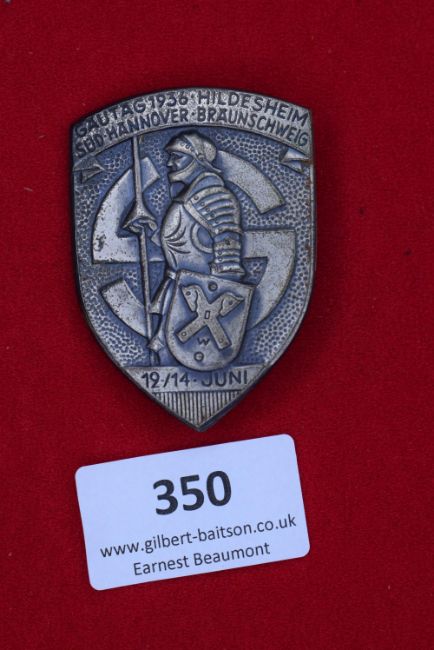 GAUTAG·1936·HILDESHEIM
SÜD·HANNOVER·BRAUNSCHWEIG
W
12/14·JUNI
350
www.gilbert-baitson.co.uk
Earnest Beaumont